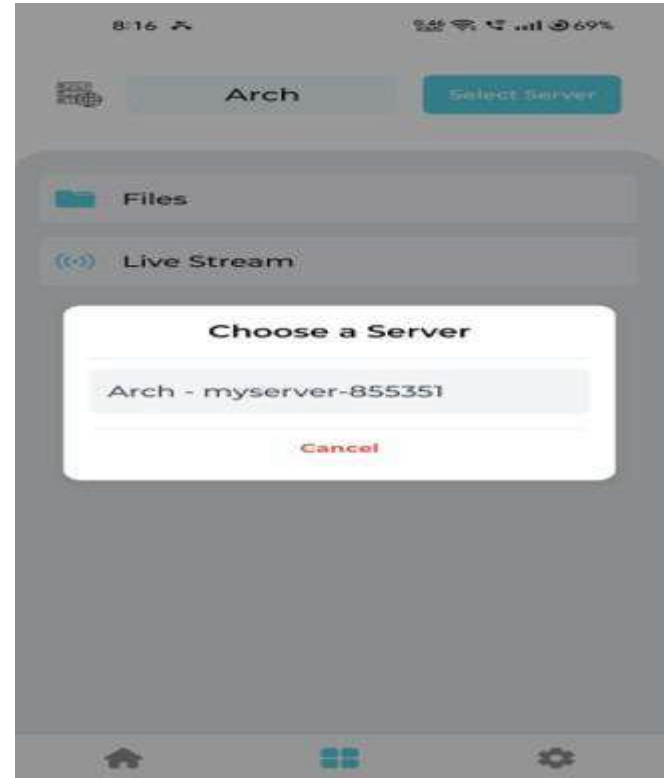 8:16
69%
Arch
Select Server
Files
Live Stream
Choose a Server
Arch - myserver-855351
Cancel